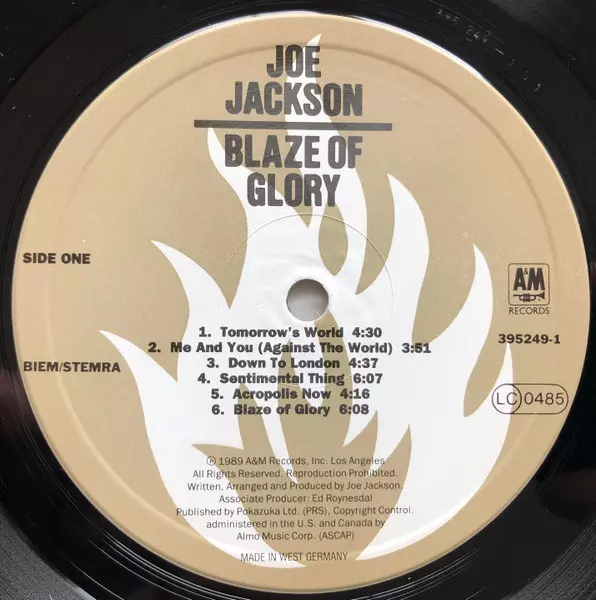 JOE
JACKSON
BLAZE OF
GLORY
SIDE ONE
A&M
RECORDS
1. Tomorrow's World 4:30
2. Me And You (Against The World) 3:51
3. Down To London 4:37
4. Sentimental Thing 6:07
5. Acropolis Now 4:16
6. Blaze of Glory 6:08
395249-1
BIEM/STEMRA
LC 0485
℗ 1989 A&M Records, Inc. Los Angeles
All Rights Reserved. Reproduction Prohibited.
Written, Arranged and Produced by Joe Jackson.
Associate Producer: Ed Roynesdal
Published by Pokazuka Ltd. (PRS), Copyright Control.
administered in the U.S. and Canada by
Almo Music Corp. (ASCAP)
MADE IN WEST GERMANY